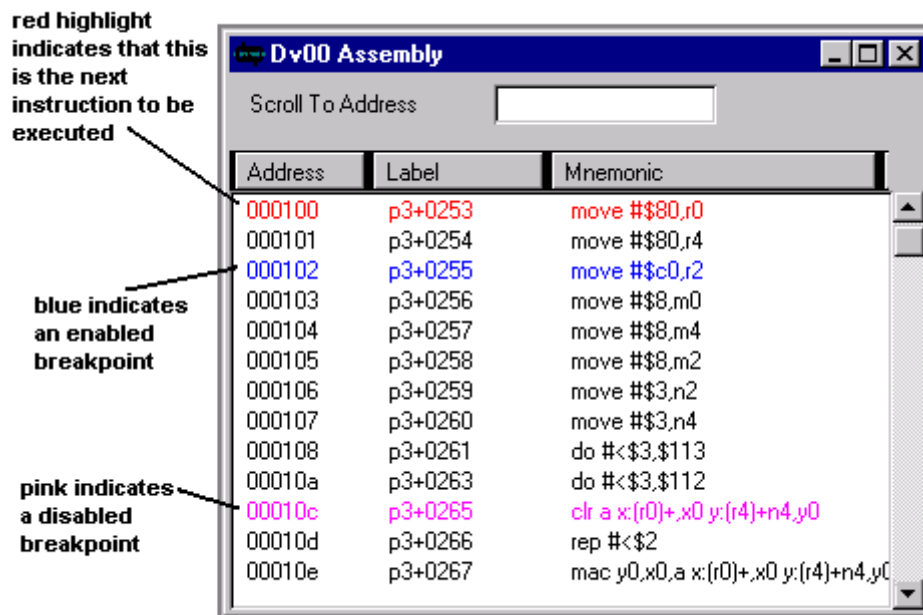 red highlight
indicates that this
is the next
instruction to be
executed
blue indicates
an enabled
breakpoint
pink indicates
a disabled
breakpoint
Dv00 Assembly
Scroll To Address
Address Label Mnemonic
000100 p3+0253 move #$80,r0
000101 p3+0254 move #$80,r4
000102 p3+0255 move #$c0,r2
000103 p3+0256 move #$8,m0
000104 p3+0257 move #$8,m4
000105 p3+0258 move #$8,m2
000106 p3+0259 move #$3,n2
000107 p3+0260 move #$3,n4
000108 p3+0261 do #<$3,$113
00010a p3+0263 do #<$3,$112
00010c p3+0265 clr a x:(r0)+,x0 y:(r4)+n4,y0
00010d p3+0266 rep #<$2
00010e p3+0267 mac y0,x0,a x:(r0)+,x0 y:(r4)+n4,y0